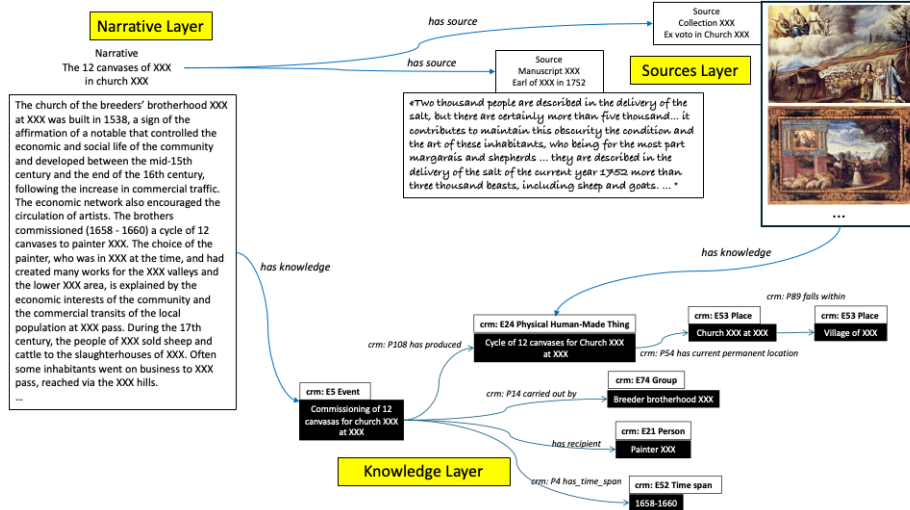 Narrative Layer
Narrative
The 12 canvases of XXX
in church XXX
has source
has source
Source
Collection XXX
Ex voto in Church XXX
Source
Manuscript XXX
Earl of XXX in 1752
Sources Layer
The church of the breeders' brotherhood XXX
at XXX was built in 1538, a sign of the
affirmation of a notable that controlled the
economic and social life of the community
and developed between the mid-15th
century and the end of the 16th century,
following the increase in commercial traffic.
The economic network also encouraged the
circulation of artists. The brothers
commissioned (1658 - 1660) a cycle of 12
canvases to painter XXX. The choice of the
painter, who was in XXX at the time, and had
created many works for the XXX valleys and
the lower XXX area, is explained by the
economic interests of the community and
the commercial transits of the local
population at XXX pass. During the 17th
century, the people of XXX sold sheep and
cattle to the slaughterhouses of XXX. Often
some inhabitants went on business to XXX
pass, reached via the XXX hills.
...
«Two thousand people are described in the delivery of the
salt, but there are certainly more than five thousand... it
contributes to maintain this obscurity the condition and
the art of these inhabitants, who being for the most part
margarais and shepherds ... they are described in the
delivery of the salt of the current year 1752 more than
three thousand beasts, including sheep and goats. ... "
...
has knowledge
has knowledge
crm: P89 falls within
crm: E24 Physical Human-Made Thing
Cycle of 12 canvases for Church XXX
at XXX
crm: E53 Place
Church XXX at XXX
crm: E53 Place
Village of XXX
crm: P108 has produced
crm: P54 has current permanent location
crm: E5 Event
Commissioning of 12
canvasas for church XXX
at XXX
crm: P14 carried out by
crm: E74 Group
Breeder brotherhood XXX
has recipient
crm: E21 Person
Painter XXX
Knowledge Layer
crm: P4 has_time_span
crm: E52 Time span
1658-1660